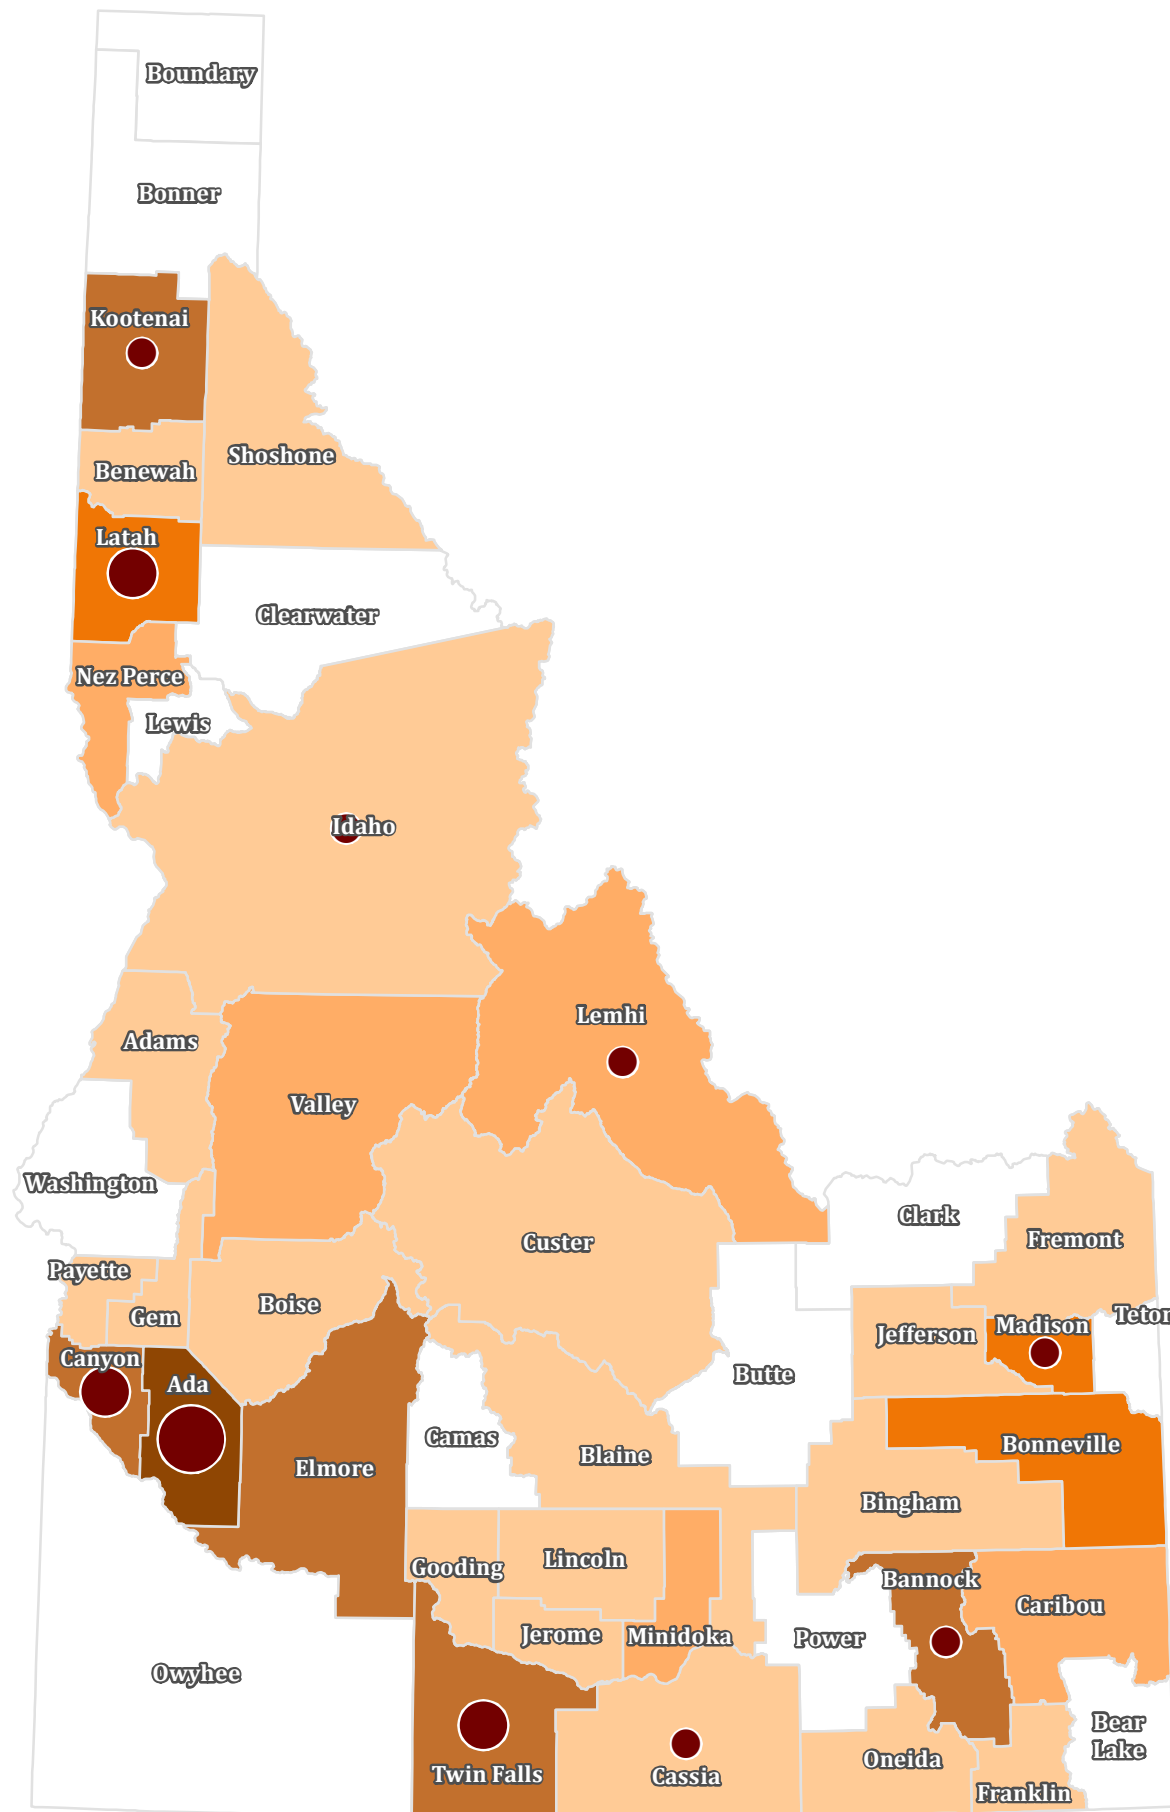 Boundary
Bonner
Kootenai
Shoshone
Benewah
Latah
Clearwater
Nez Perce
Lewis
Idaho
Lemhi
Adams
Valley
Washington
Clark
Fremont
Custer
Payette
Gem
Boise
Teton
Madison
Jefferson
Canyon
Ada
Butte
Camas
Bonneville
Blaine
Elmore
Bingham
Lincoln
Gooding
Bannock
Caribou
Jerome
Minidoka
Power
Owyhee
Bear
Lake
Oneida
Twin Falls
Cassia
Franklin